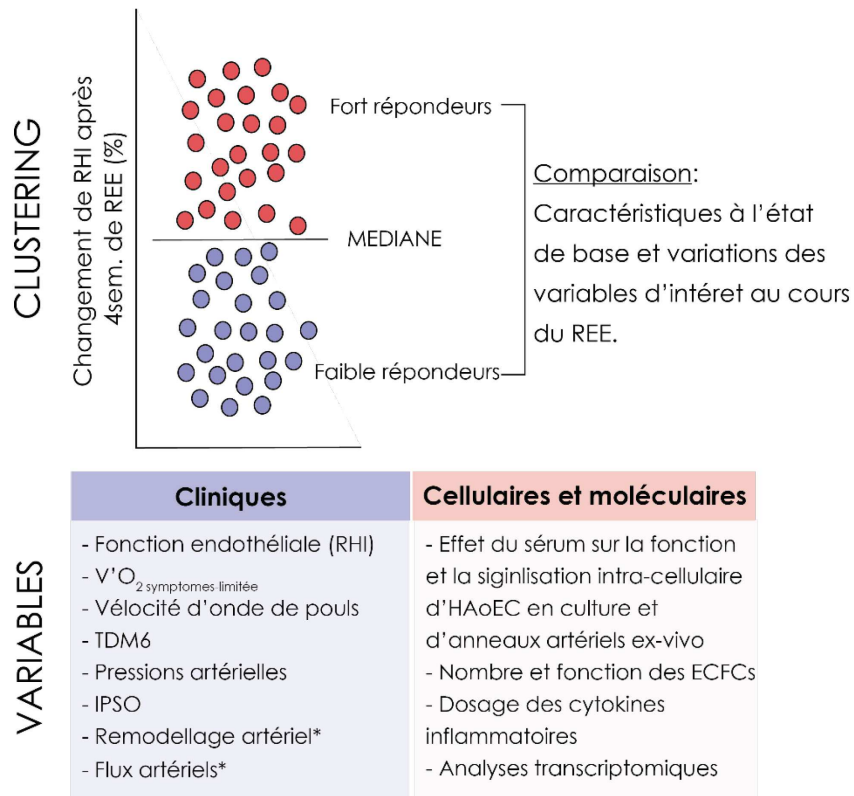 CLUSTERING
Changement de RHI après
4sem. de REE (%)
Fort répondeurs
MEDIANE
Faible répondeurs
Comparaison:
Caractéristiques à l'état
de base et variations des
variables d'intéret au cours
du REE.
VARIABLES
Cliniques
- Fonction endothéliale (RHI)
- V'O2 symptomes-limitée
- Vélocité d'onde de pouls
- TDM6
- Pressions artérielles
- IPSO
- Remodellage artériel*
- Flux artériels*
Cellulaires et moléculaires
- Effet du sérum sur la fonction
et la siginlisation intra-cellulaire
d'HAoEC en culture et
d'anneaux artériels ex-vivo
- Nombre et fonction des ECFCs
- Dosage des cytokines
inflammatoires
- Analyses transcriptomiques